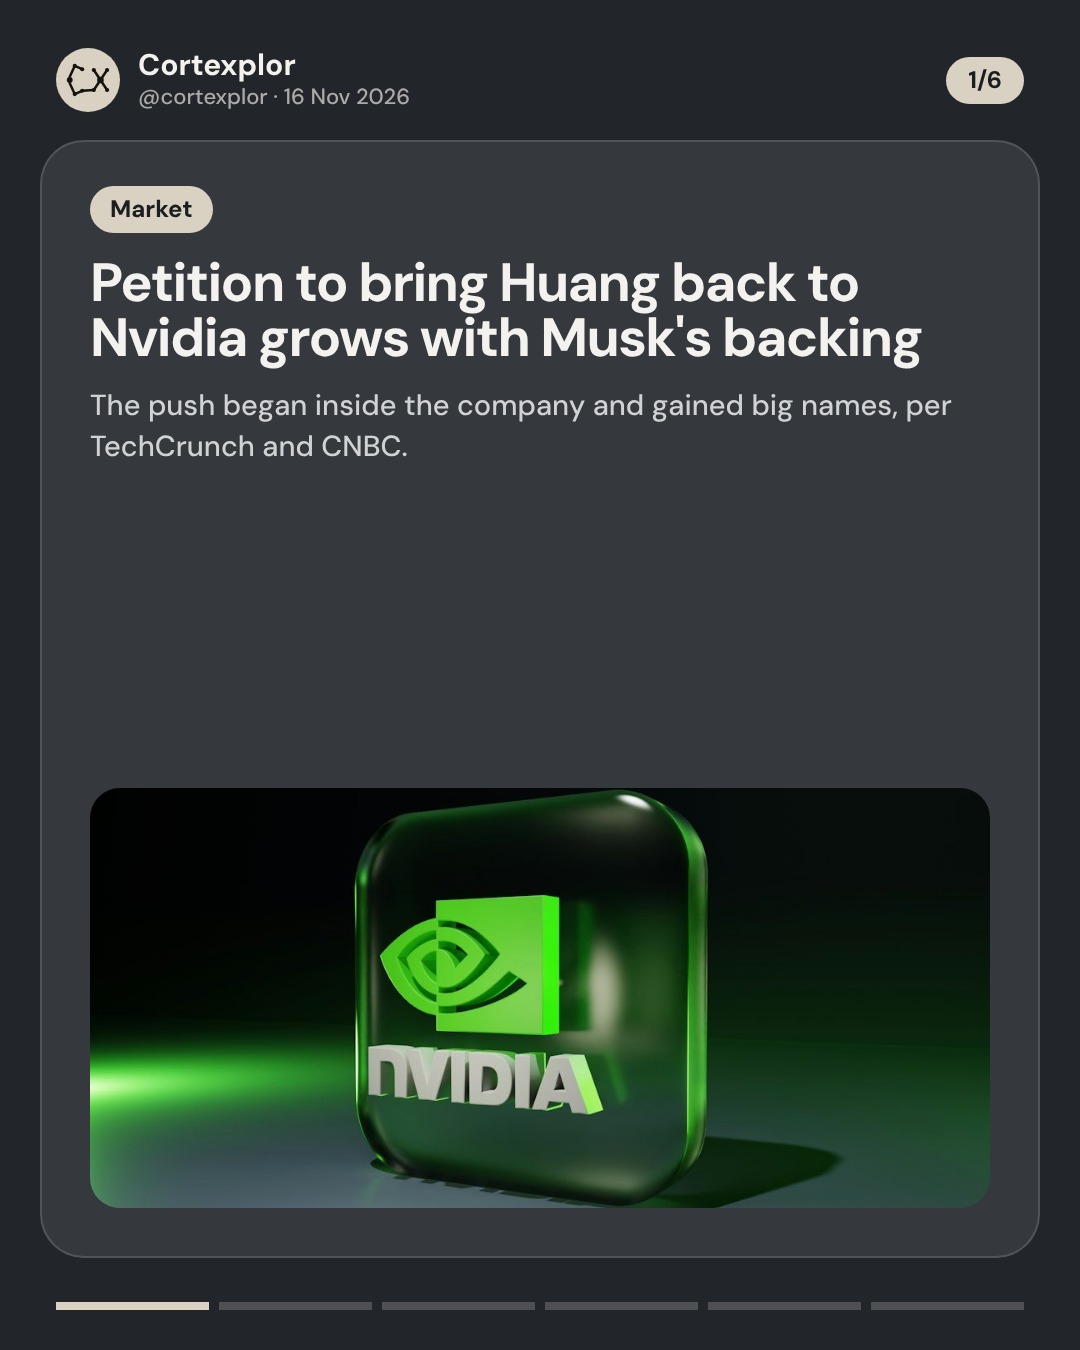 Cortexplor
@cortexplor · 16 Nov 2026
1/6
Market
Petition to bring Huang back to
Nvidia grows with Musk's backing
The push began inside the company and gained big names, per
TechCrunch and CNBC.
NVIDIA